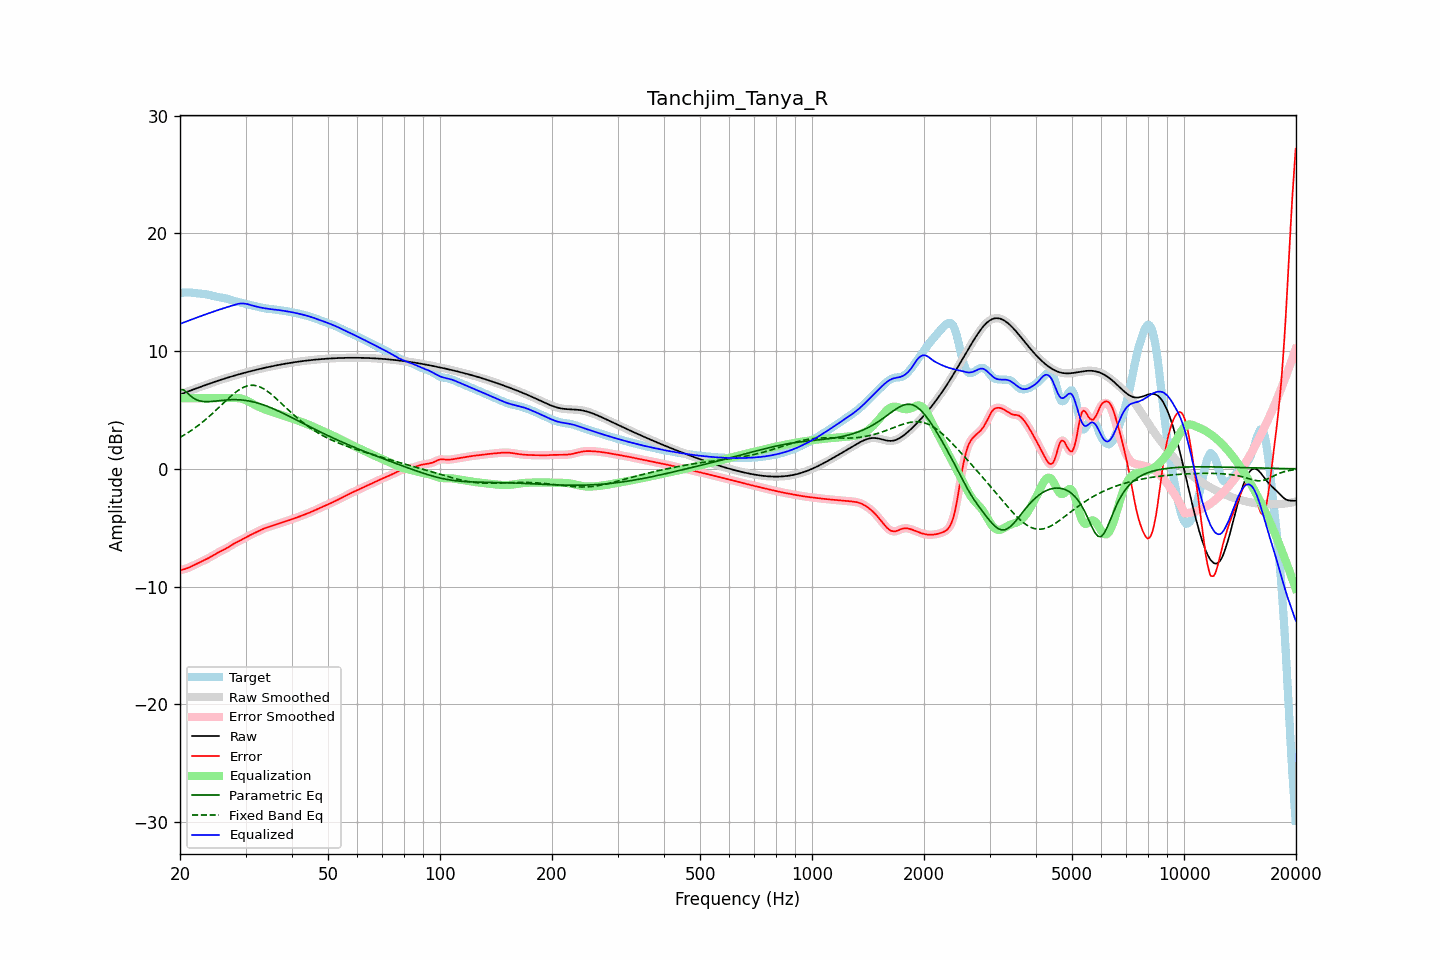 Tanchjim_Tanya_R
30
20
10
0
−10
−20
−30
Amplitude (dBr)
Target
Raw Smoothed
Error Smoothed
Raw
Error
Equalization
Parametric Eq
Fixed Band Eq
Equalized
20 50 100 200 500 1000 2000 5000 10000 20000
Frequency (Hz)